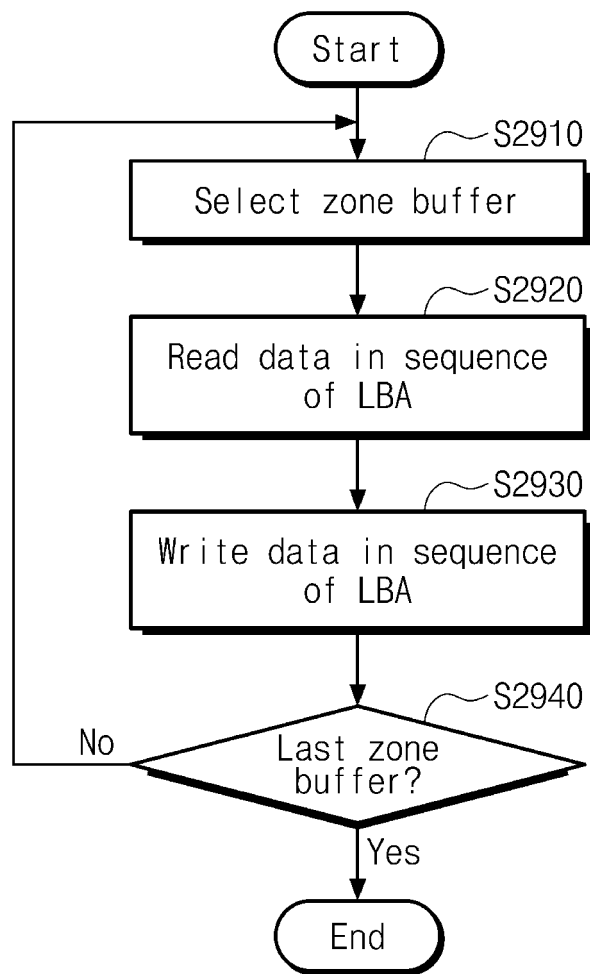 Start
S2910
Select zone buffer
S2920
Read data in sequence
of LBA
S2930
Write data in sequence
of LBA
S2940
No
Last zone
buffer?
Yes
End